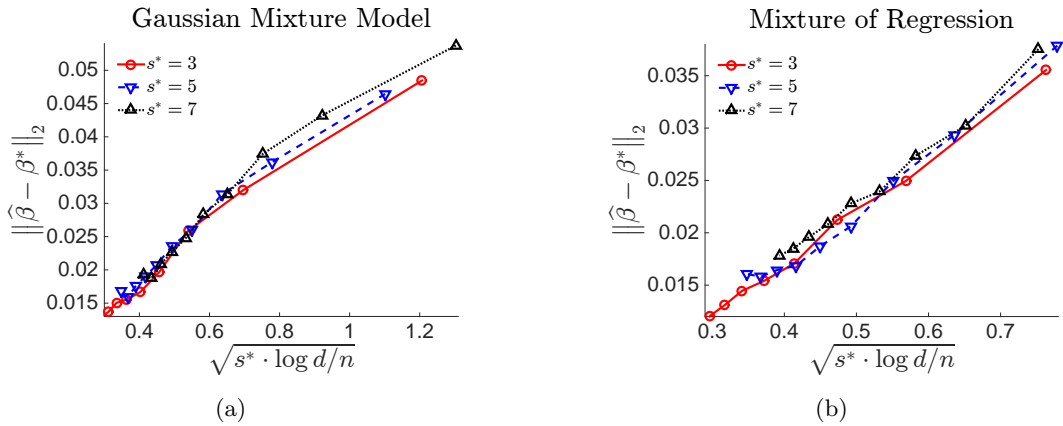 Gaussian Mixture Model
s* = 3
s* = 5
s* = 7
0.05
0.045
0.04
0.035
0.03
0.025
0.02
0.015
‖β̂ − β*‖₂
0.4 0.6 0.8 1 1.2
√(s* · log d/n)
(a)
Mixture of Regression
s* = 3
s* = 5
s* = 7
0.035
0.03
0.025
0.02
0.015
‖β̂ − β*‖₂
0.3 0.4 0.5 0.6 0.7
√(s* · log d/n)
(b)